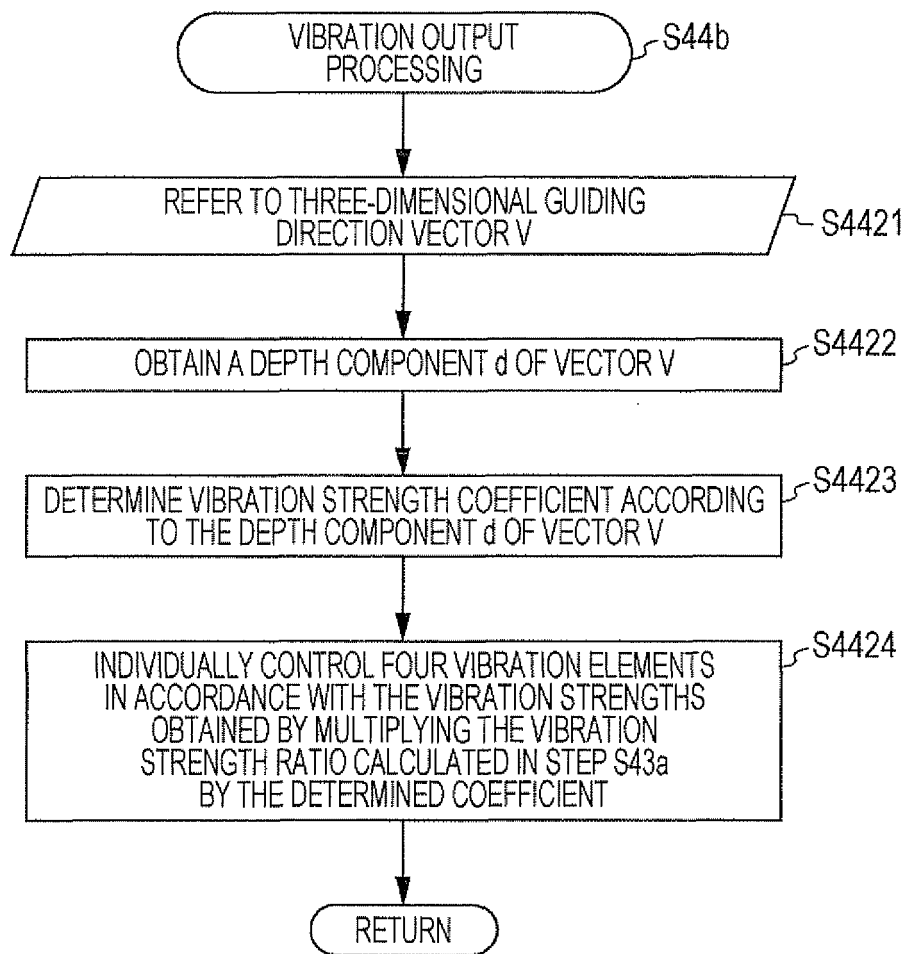 VIBRATION OUTPUT
PROCESSING
S44b
REFER TO THREE-DIMENSIONAL GUIDING
DIRECTION VECTOR V
S4421
OBTAIN A DEPTH COMPONENT d OF VECTOR V
S4422
DETERMINE VIBRATION STRENGTH COEFFICIENT ACCORDING
TO THE DEPTH COMPONENT d OF VECTOR V
S4423
INDIVIDUALLY CONTROL FOUR VIBRATION ELEMENTS
IN ACCORDANCE WITH THE VIBRATION STRENGTHS
OBTAINED BY MULTIPLYING THE VIBRATION
STRENGTH RATIO CALCULATED IN STEP S43a
BY THE DETERMINED COEFFICIENT
S4424
RETURN